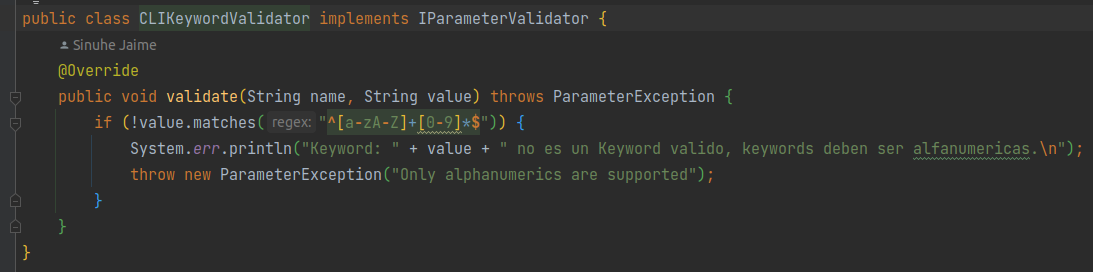 public class CLIKeywordValidator implements IParameterValidator {
Sinuhe Jaime
@Override
public void validate(String name, String value) throws ParameterException {
if (!value.matches( regex: "^[a-zA-Z]+[0-9]*$")) {
System.err.println("Keyword: " + value + " no es un Keyword valido, keywords deben ser alfanumericas.\n");
throw new ParameterException("Only alphanumerics are supported");
}
}
}